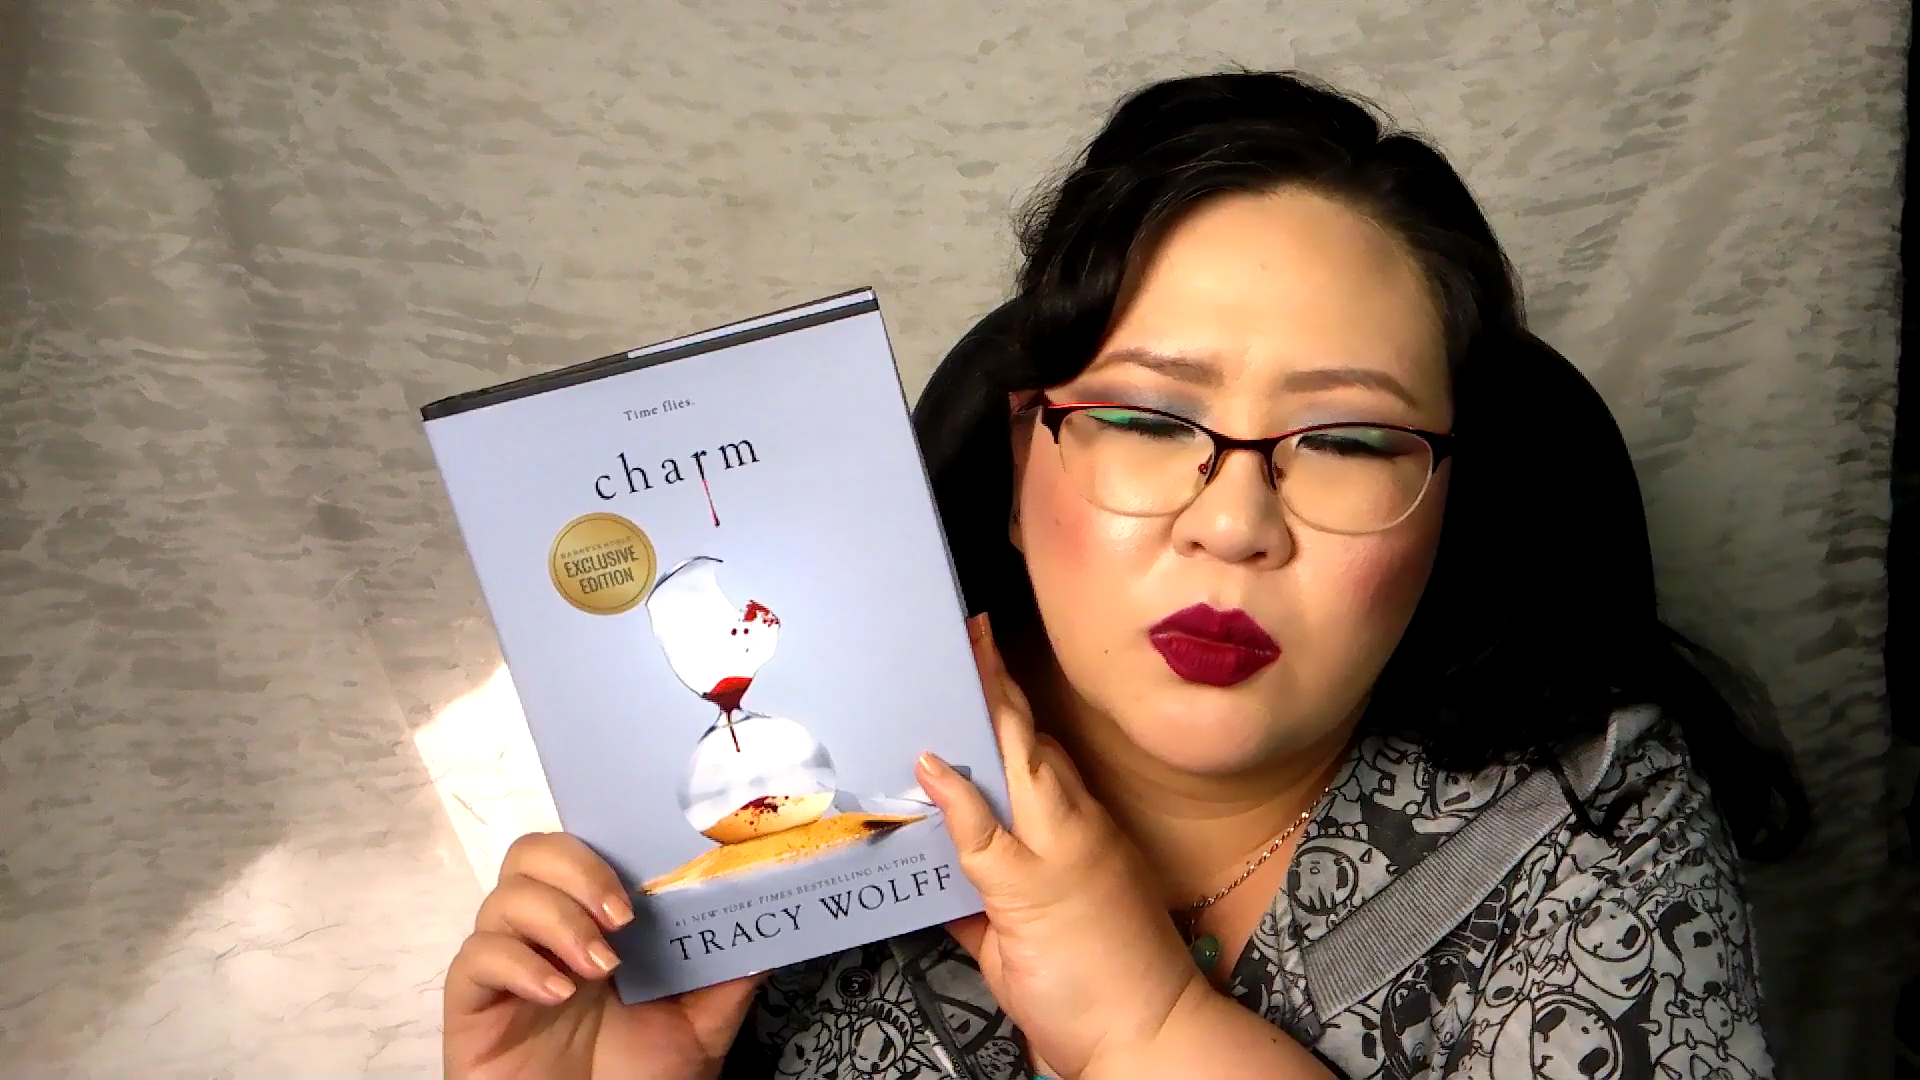 Time flies.
charm
BARNES & NOBLE
EXCLUSIVE
EDITION
#1 NEW YORK TIMES BESTSELLING AUTHOR
TRACY WOLFF